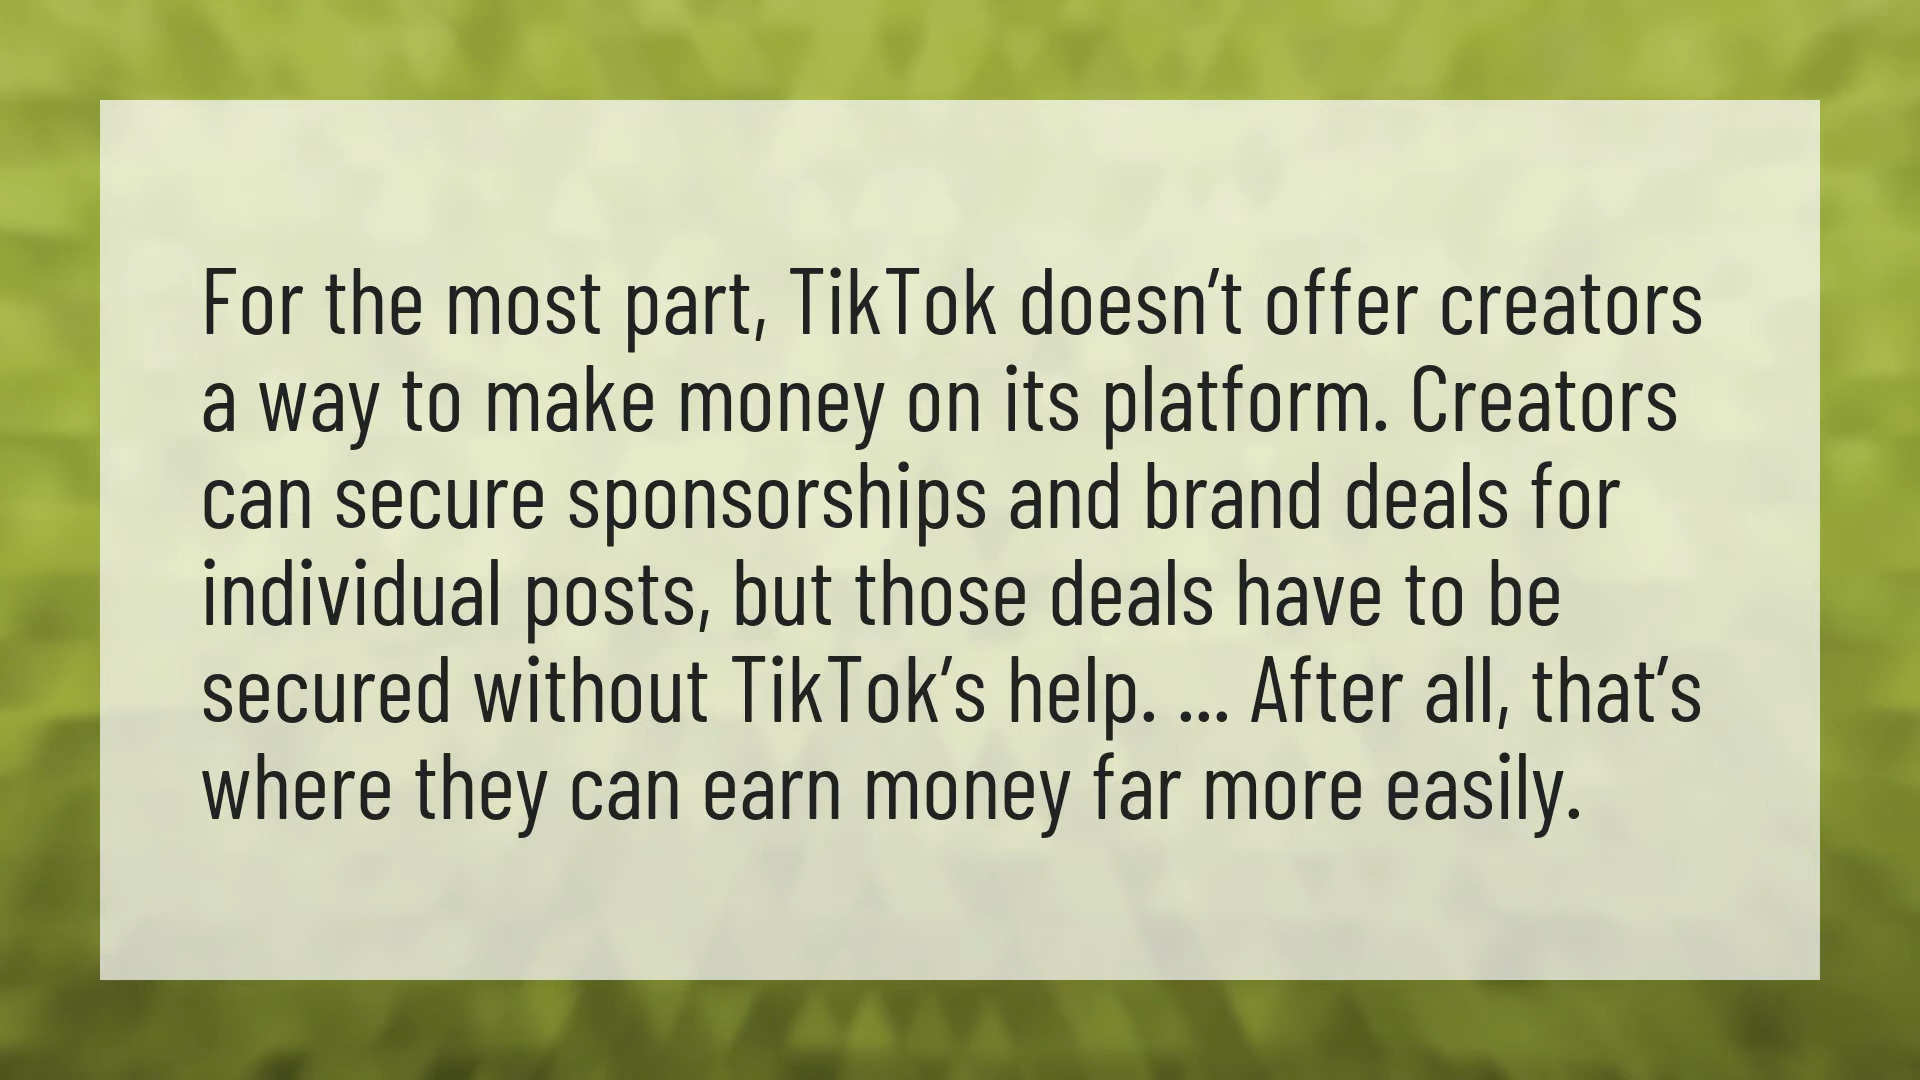 For the most part, TikTok doesn’t offer creators
a way to make money on its platform. Creators
can secure sponsorships and brand deals for
individual posts, but those deals have to be
secured without TikTok’s help. ... After all, that’s
where they can earn money far more easily.